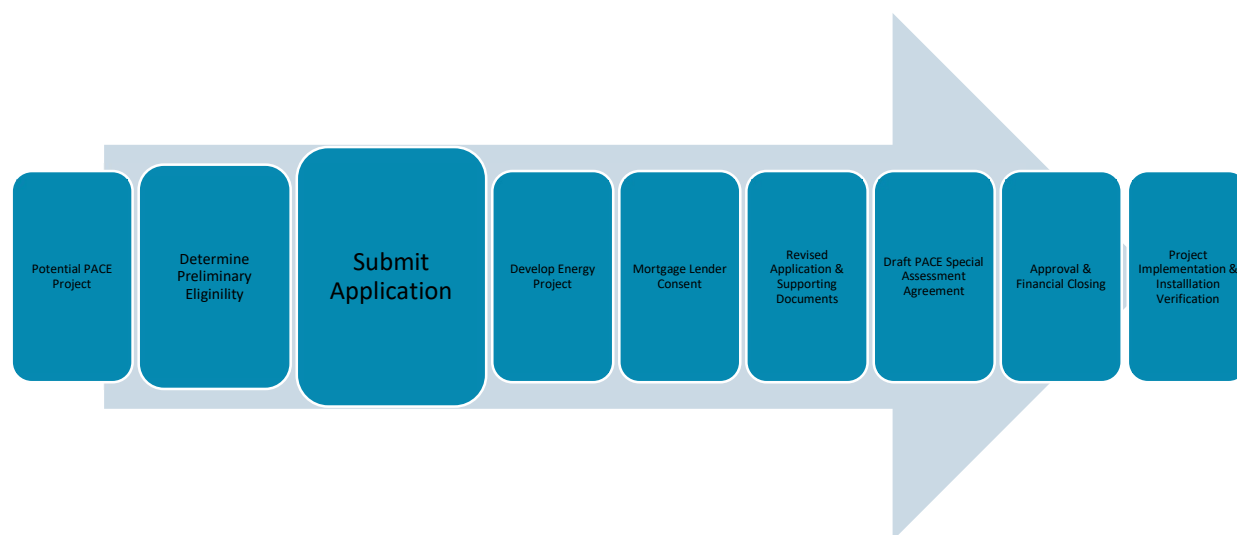 Potential PACE
Project
Determine
Preliminary
Eliginility
Submit
Application
Develop Energy
Project
Mortgage Lender
Consent
Revised
Application &
Supporting
Documents
Draft PACE Special
Assessment
Agreement
Approval &
Financial Closing
Project
Implementation &
Installlation
Verification